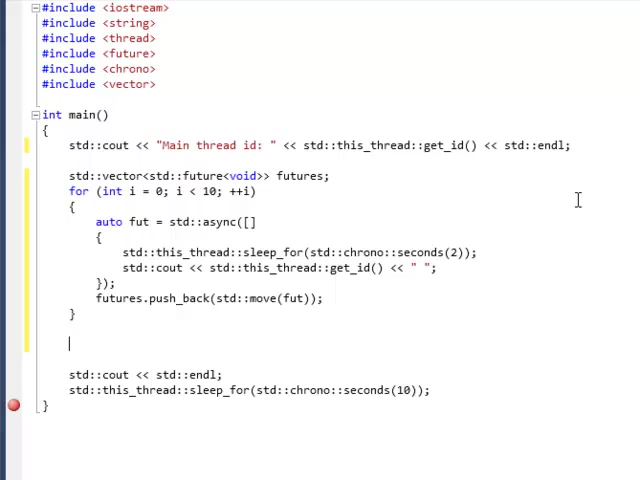 #include <iostream>
#include <string>
#include <thread>
#include <future>
#include <chrono>
#include <vector>
int main()
{
std::cout << "Main thread id: " << std::this_thread::get_id() << std::endl;
std::vector<std::future<void>> futures;
for (int i = 0; i < 10; ++i)
{
auto fut = std::async([]
{
std::this_thread::sleep_for(std::chrono::seconds(2));
std::cout << std::this_thread::get_id() << " ";
});
futures.push_back(std::move(fut));
}
std::cout << std::endl;
std::this_thread::sleep_for(std::chrono::seconds(10));
}